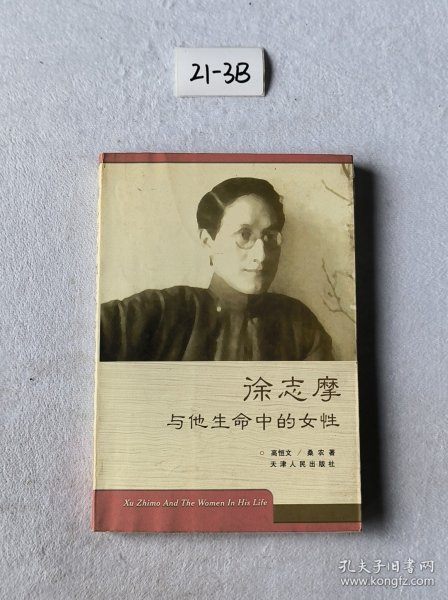 21-3B
徐志摩
与他生命中的女性
○ 高恒文 / 桑农 著
天津人民出版社
Xu Zhimo And The Women In His Life
孔夫子旧书网
www.kongfz.com